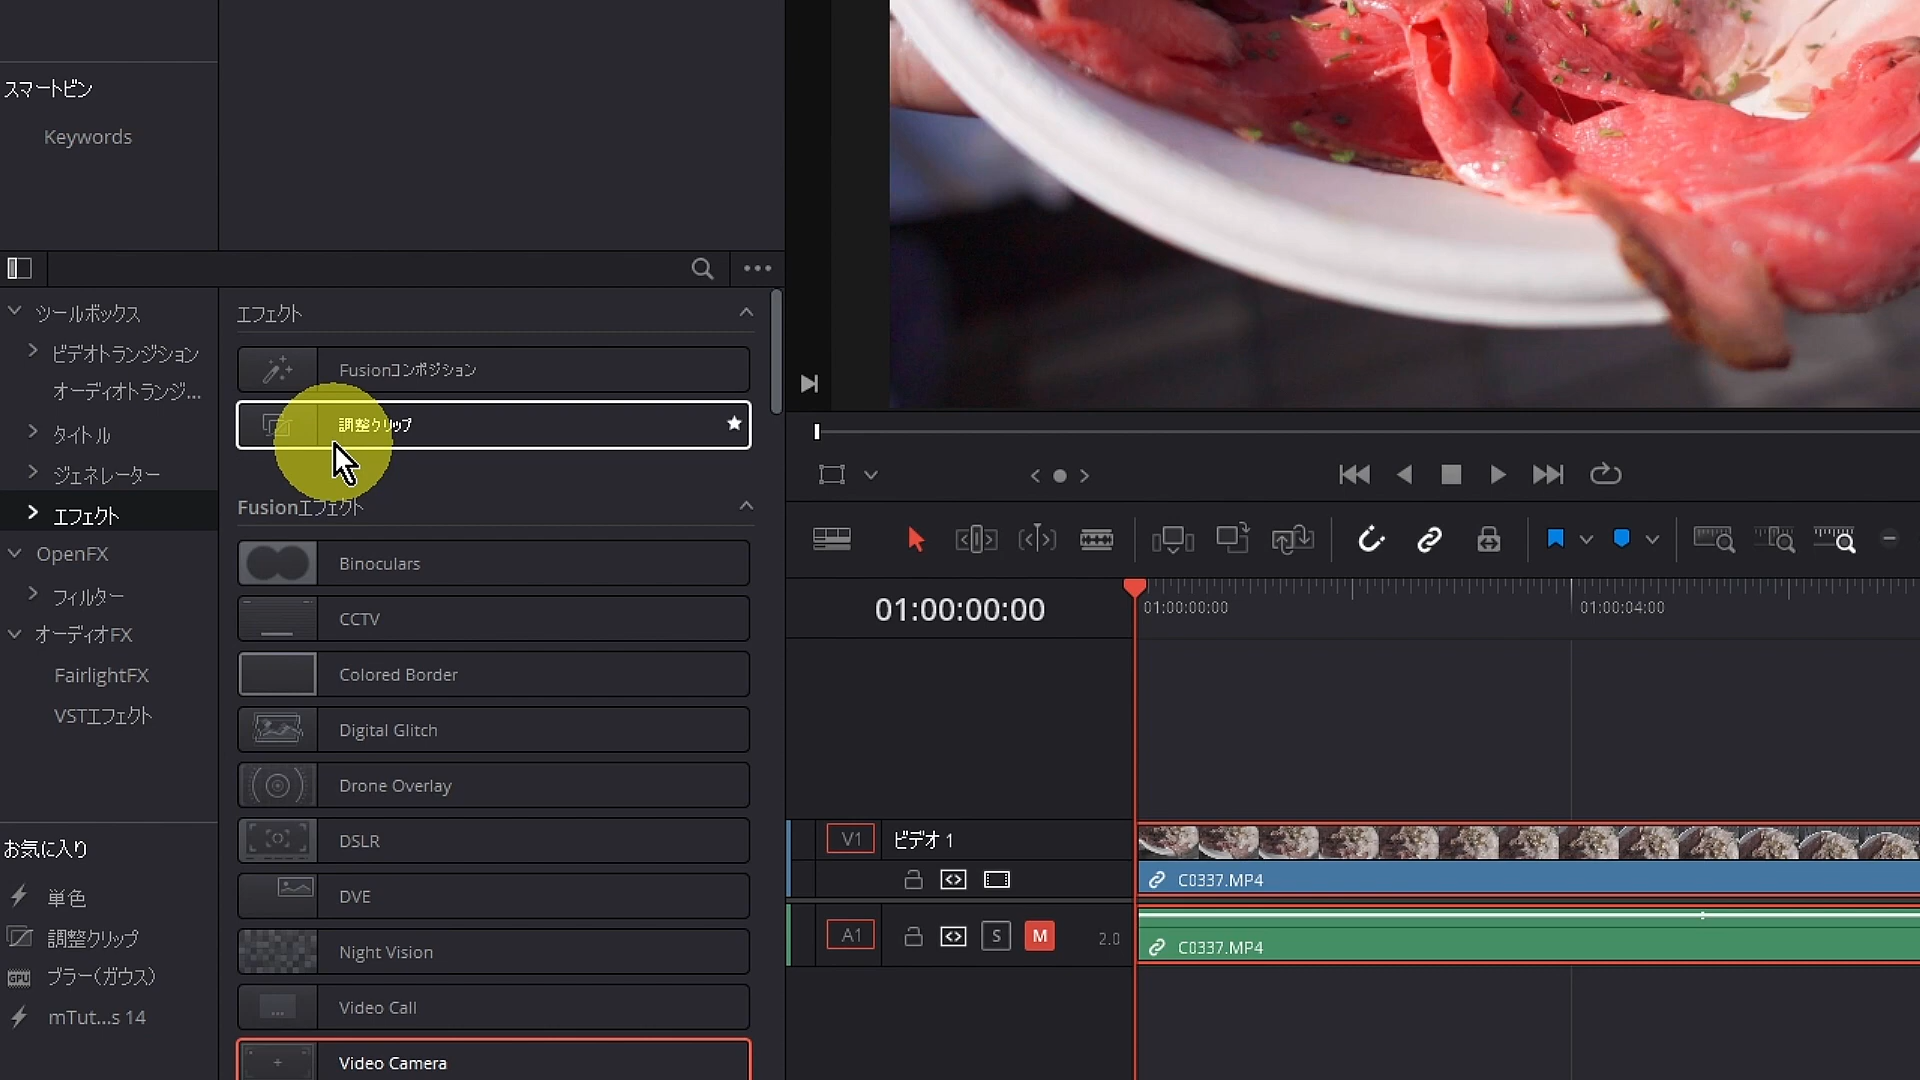 スマートビン
Keywords
ツールボックス
ビデオトランジション
オーディオトランジ...
タイトル
ジェネレーター
エフェクト
OpenFX
フィルター
オーディオFX
FairlightFX
VSTエフェクト
お気に入り
単色
調整クリップ
GPU
ブラー(ガウス)
mTut...s 14
エフェクト
Fusionコンポジション
調整クリップ
Fusionエフェクト
Binoculars
CCTV
Colored Border
Digital Glitch
Drone Overlay
DSLR
DVE
Night Vision
Video Call
Video Camera
01:00:00:00
01:00:00:00
01:00:04:00
V1
ビデオ 1
C0337.MP4
A1
S
M
2.0
C0337.MP4